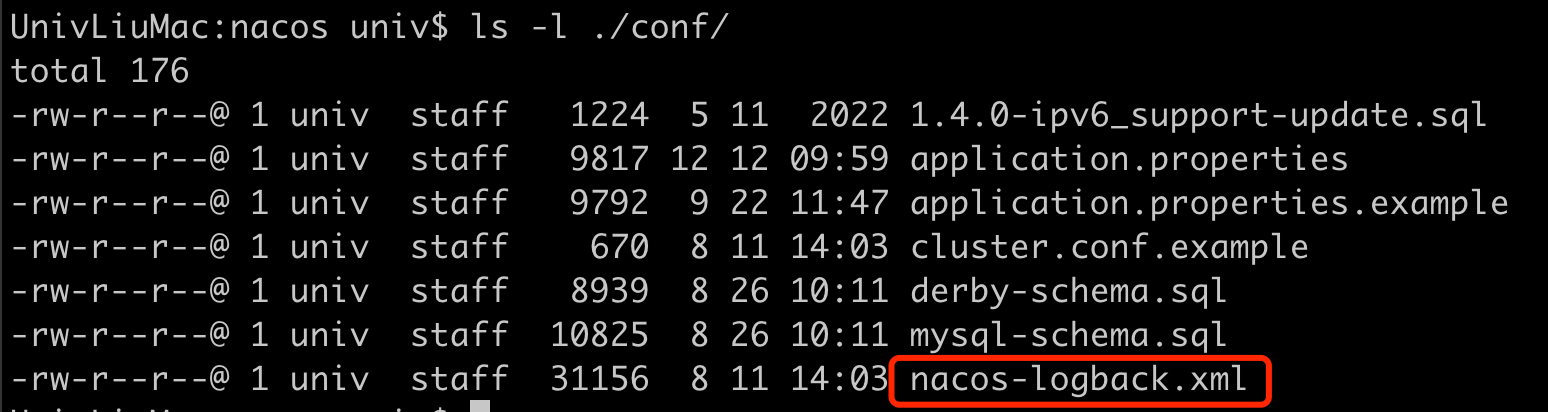 UnivLiuMac:nacos univ$ ls -l ./conf/
total 176
-rw-r--r--@ 1 univ  staff   1224  5 11  2022 1.4.0-ipv6_support-update.sql
-rw-r--r--@ 1 univ  staff   9817 12 12 09:59 application.properties
-rw-r--r--@ 1 univ  staff   9792  9 22 11:47 application.properties.example
-rw-r--r--@ 1 univ  staff    670  8 11 14:03 cluster.conf.example
-rw-r--r--@ 1 univ  staff   8939  8 26 10:11 derby-schema.sql
-rw-r--r--@ 1 univ  staff  10825  8 26 10:11 mysql-schema.sql
-rw-r--r--@ 1 univ  staff  31156  8 11 14:03 nacos-logback.xml